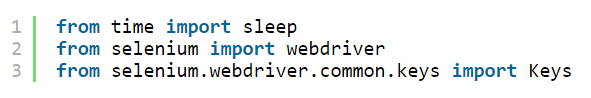 1 from time import sleep
2 from selenium import webdriver
3 from selenium.webdriver.common.keys import Keys